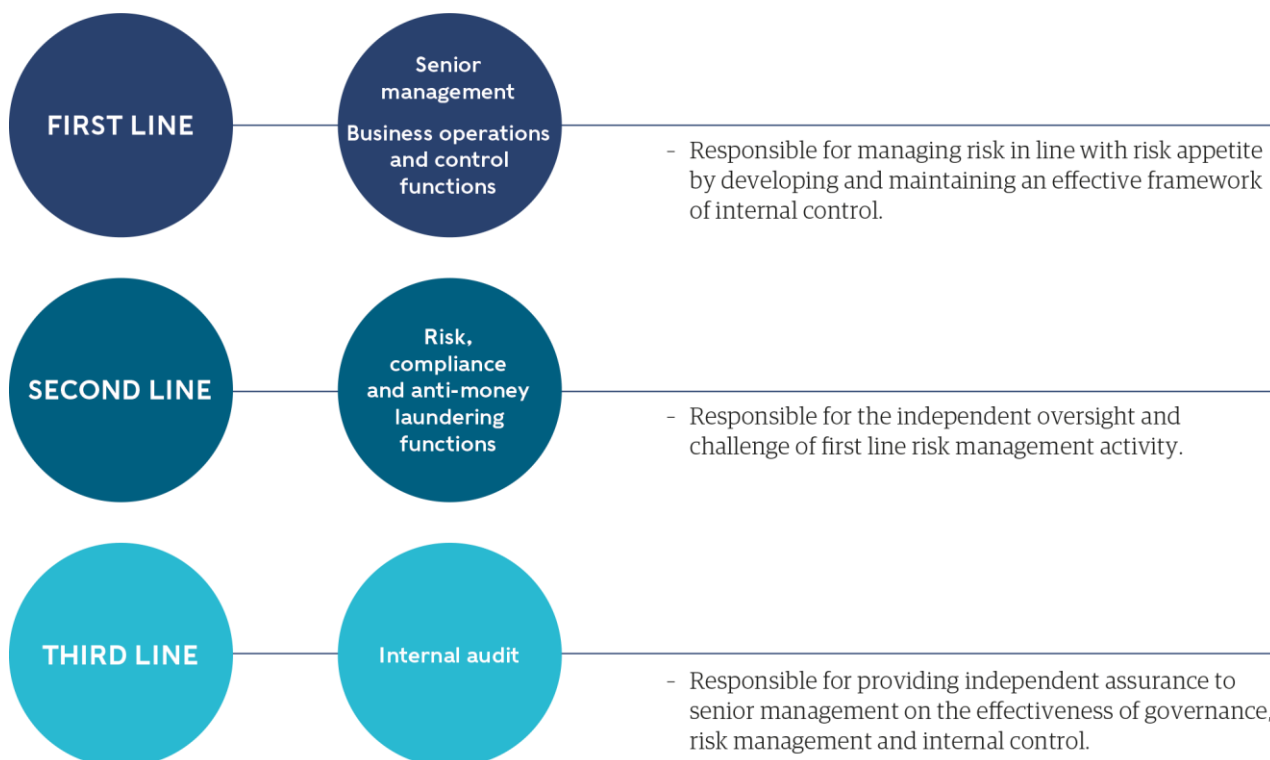 FIRST LINE
Senior
management
Business operations
and control
functions
- Responsible for managing risk in line with risk appetite
by developing and maintaining an effective framework
of internal control.
SECOND LINE
Risk,
compliance
and anti-money
laundering
functions
- Responsible for the independent oversight and
challenge of first line risk management activity.
THIRD LINE
Internal audit
- Responsible for providing independent assurance to
senior management on the effectiveness of governance,
risk management and internal control.